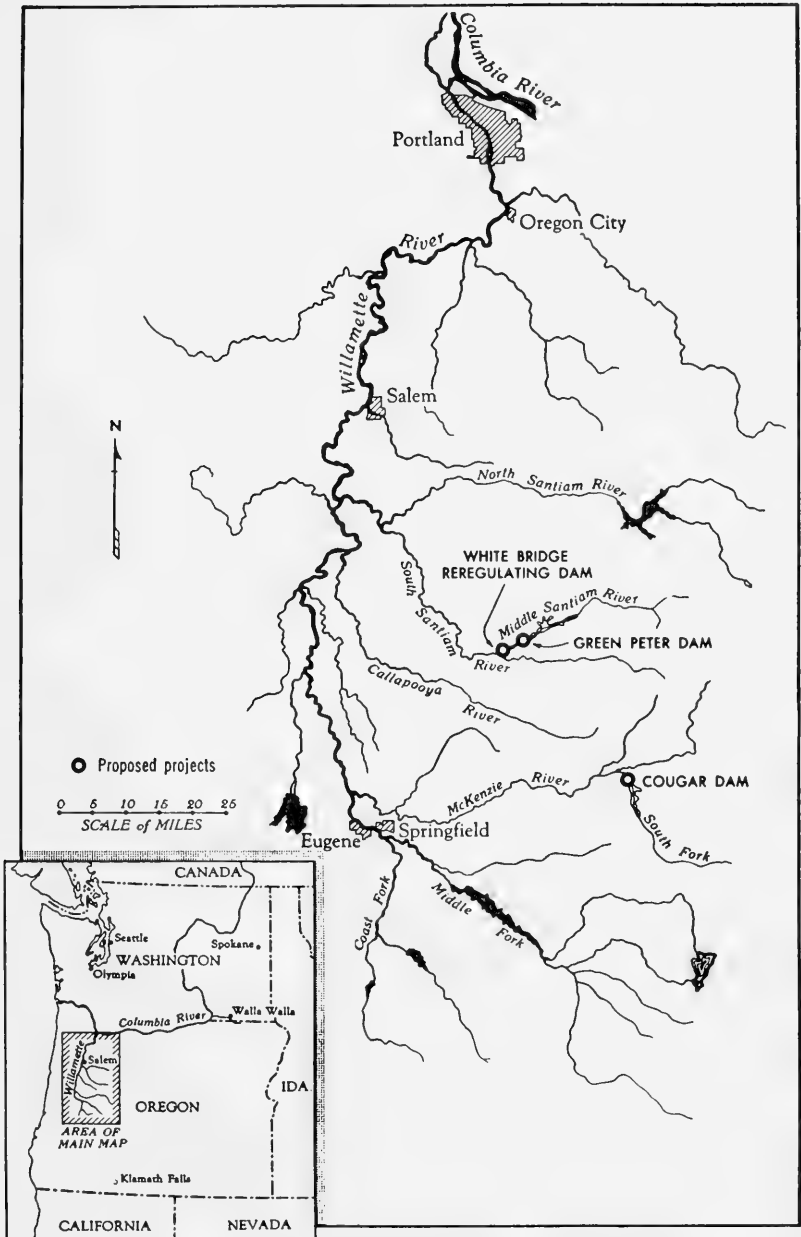 Columbia River
Portland
Oregon City
River
Willamette
Salem
N
North Santiam River
WHITE BRIDGE
REREGULATING DAM
Middle Santiam River
South Santiam
River
GREEN PETER DAM
Callapooya
River
Proposed projects
0 5 10 15 20 25
SCALE of MILES
McKenzie River
COUGAR DAM
South Fork
Eugene
Springfield
Coast Fork
Middle Fork
CANADA
Seattle
Spokane
WASHINGTON
Olympia
Walla Walla
Columbia River
Salem
Willamette
IDA
OREGON
AREA OF
MAIN MAP
Klamath Falls
CALIFORNIA
NEVADA